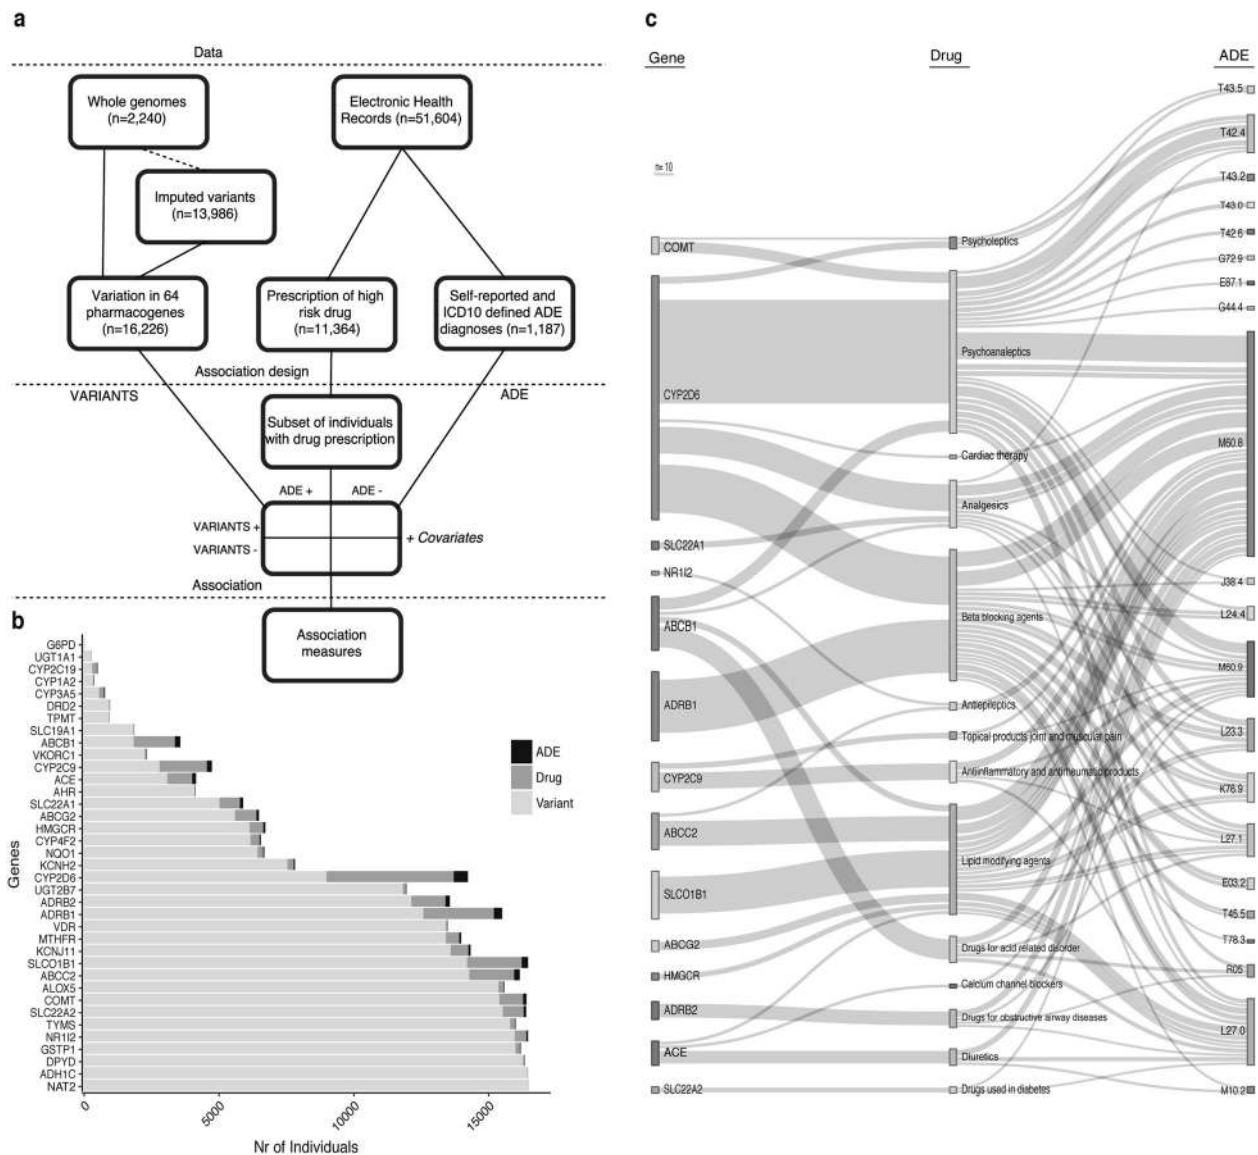 a
Data
Whole genomes
(n=2,240)
Electronic Health
Records (n=51,604)
Imputed variants
(n=13,986)
Variation in 64
pharmacogenes
(n=16,226)
Prescription of high
risk drug
(n=11,364)
Self-reported and
ICD10 defined ADE
diagnoses (n=1,187)
Association design
VARIANTS
ADE
Subset of individuals
with drug prescription
ADE +
ADE -
VARIANTS +
VARIANTS -
+ Covariates
Association
Association
measures
b
G6PD
UGT1A1
CYP2C19
CYP1A2
CYP3A5
DRD2
TPMT
SLC19A1
ABCB1
VKORC1
CYP2C9
ACE
AHR
SLC22A1
ABCG2
HMGCR
CYP4F2
NQO1
KCNH2
CYP2D6
UGT2B7
ADRB2
ADRB1
VDR
MTHFR
KCNJ11
SLCO1B1
ABCC2
ALOX5
COMT
SLC22A2
TYMS
NR1I2
GSTP1
DPYD
ADH1C
NAT2
Genes
ADE
Drug
Variant
0
5000
10000
15000
Nr of Individuals
c
Gene
Drug
ADE
n= 10
COMT
CYP2D6
SLC22A1
NR1I2
ABCB1
ADRB1
CYP2C9
ABCC2
SLCO1B1
ABCG2
HMGCR
ADRB2
ACE
SLC22A2
Psycholeptics
Psychoanaleptics
Cardiac therapy
Analgesics
Beta blocking agents
Antiepileptics
Topical products joint and muscular pain
Antiinflammatory and antirheumatic products
Lipid modifying agents
Drugs for acid related disorder
Calcium channel blockers
Drugs for obstructive airway diseases
Diuretics
Drugs used in diabetes
T43.5
T42.4
T43.2
T43.0
T42.6
G72.9
E87.1
G44.4
M60.8
J38.4
L24.4
M60.9
L23.3
K76.9
L27.1
E03.2
T45.5
T78.3
R05
L27.0
M10.2